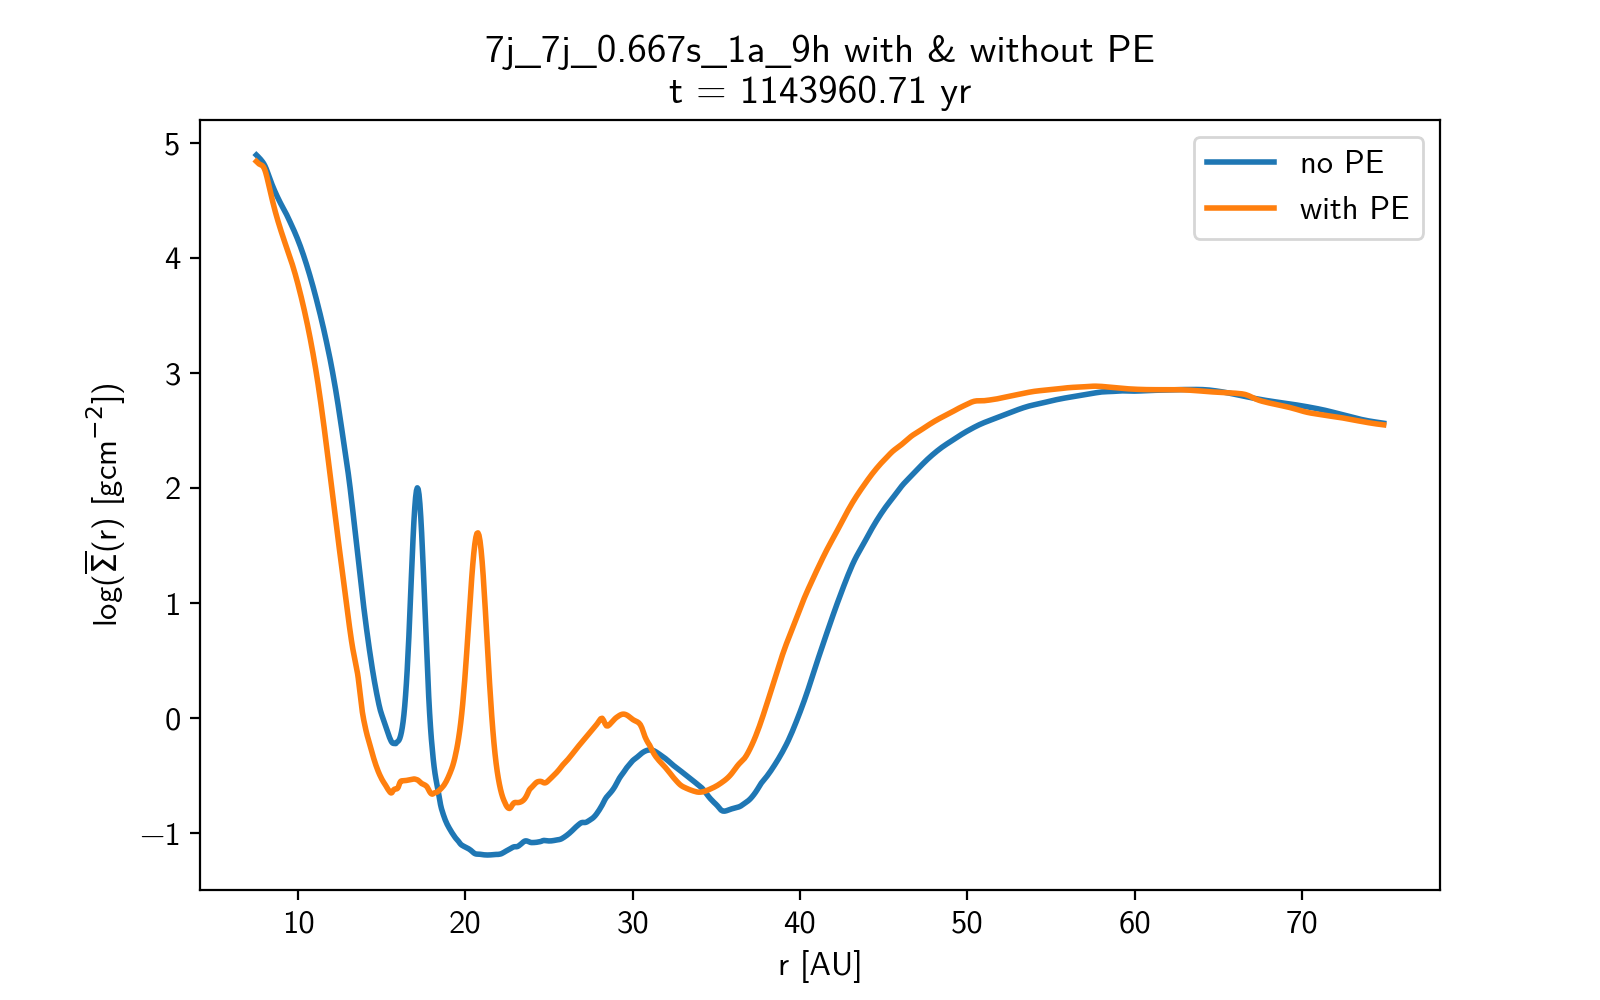 7j_7j_0.667s_1a_9h with & without PE
t = 1143960.71 yr
no PE
with PE
5
4
3
2
1
0
−1
log(Σ̅(r) [gcm⁻²])
10 20 30 40 50 60 70
r [AU]